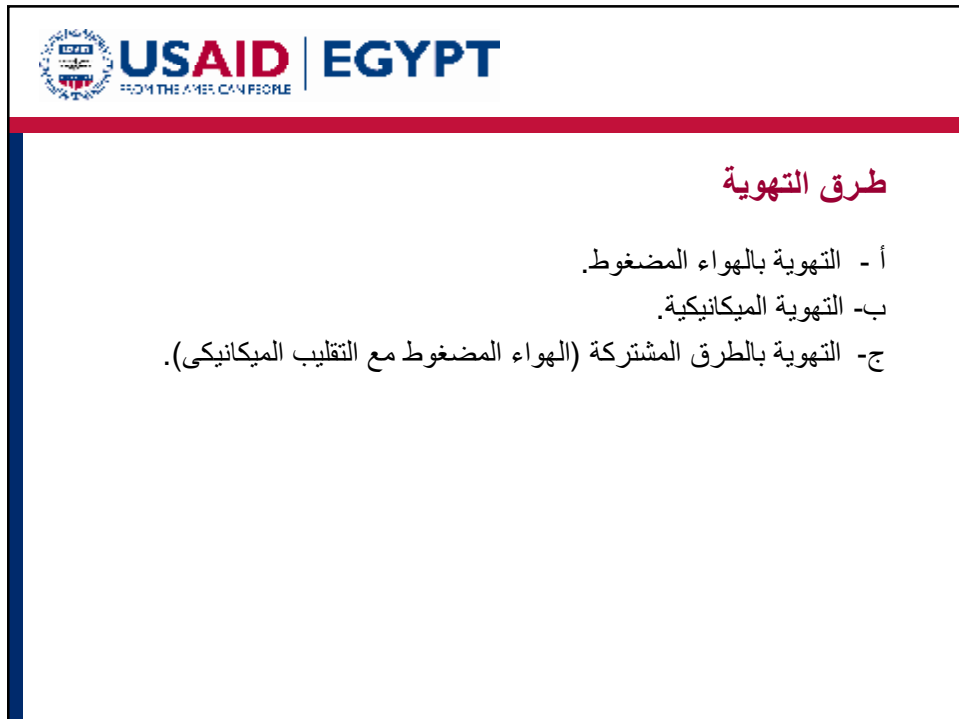 USAID EGYPT
FROM THE AMERICAN PEOPLE
طرق التهوية
أ - التهوية بالهواء المضغوط.
ب- التهوية الميكانيكية.
ج- التهوية بالطرق المشتركة (الهواء المضغوط مع التقليب الميكانيكى).